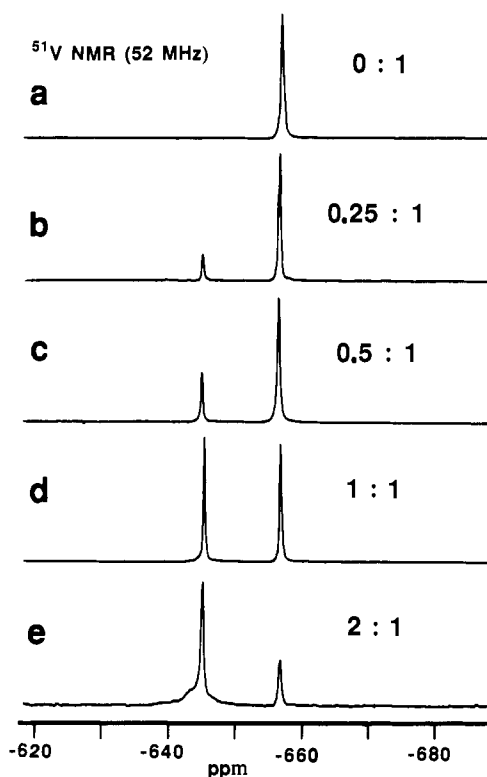 ⁵¹V NMR (52 MHz)
0 : 1
a
0.25 : 1
b
0.5 : 1
c
1 : 1
d
2 : 1
e
-620 -640 -660 -680
ppm